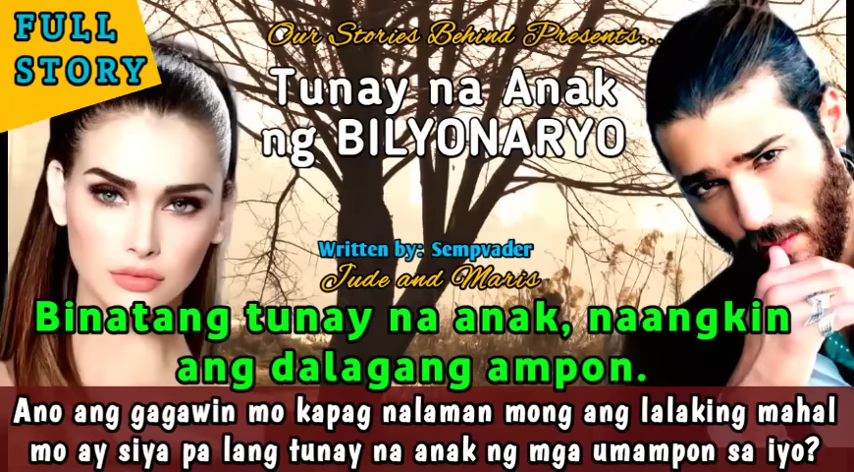 FULL
STORY
Our Stories Behind Presents...
Tunay na Anak
ng BILYONARYO
Written by: Sempvader
Jude and Maris
Binatang tunay na anak, naangkin
ang dalagang ampon.
Ano ang gagawin mo kapag nalaman mong ang lalaking mahal
mo ay siya pa lang tunay na anak ng mga umampon sa iyo?